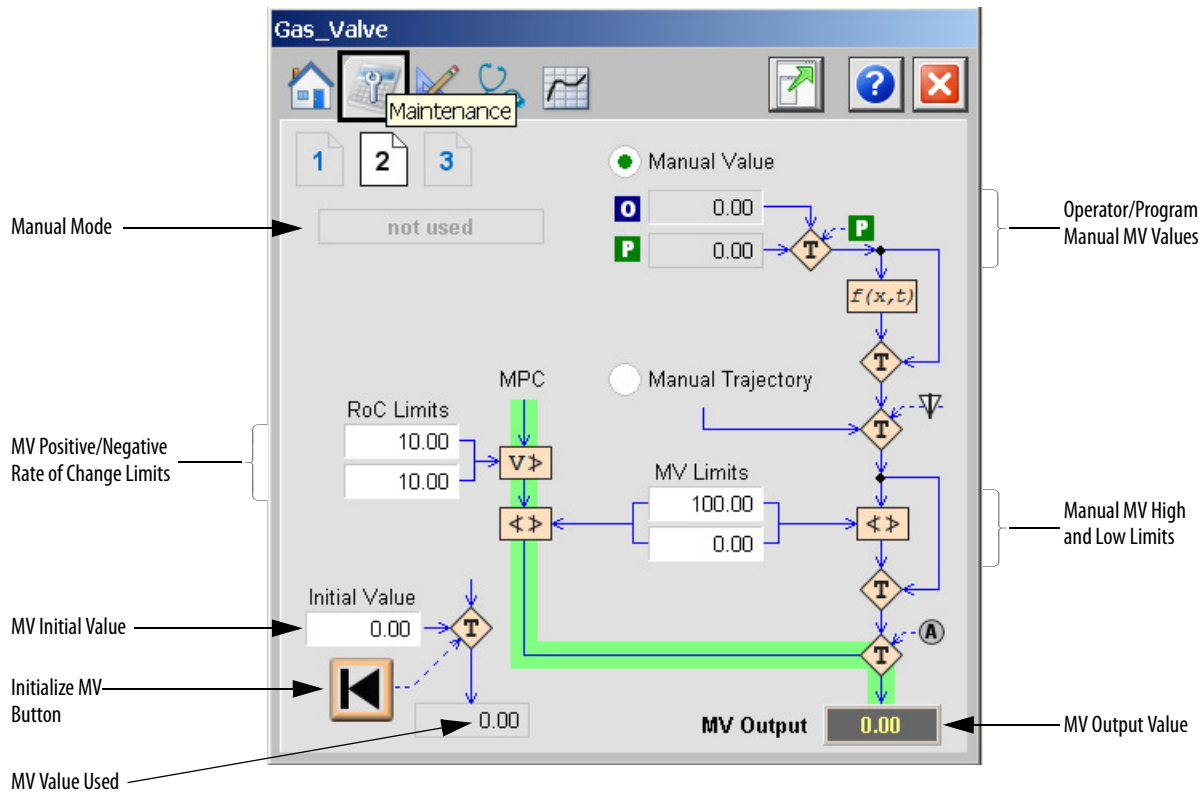 Gas_Valve
Maintenance
1 2 3
Manual Value
Manual Mode
not used
O 0.00
P 0.00
T
P
Operator/Program
Manual MV Values
f(x,t)
T
MPC
Manual Trajectory
T
RoC Limits
10.00
10.00
V
MV Positive/Negative
Rate of Change Limits
MV Limits
100.00
0.00
Manual MV High
and Low Limits
T
Initial Value
0.00
T
MV Initial Value
A
T
Initialize MV
Button
0.00
MV Output 0.00
MV Output Value
MV Value Used